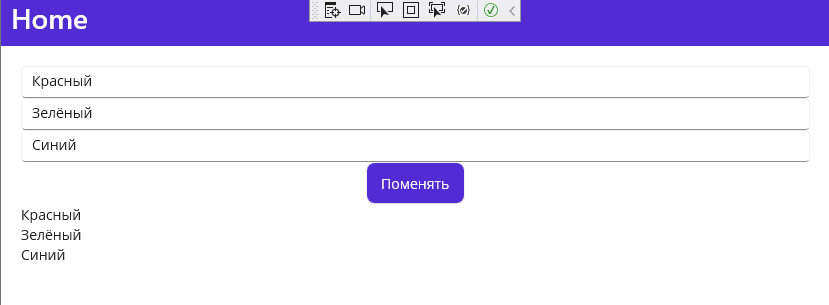 Home
Красный
Зелёный
Синий
Поменять
Красный
Зелёный
Синий